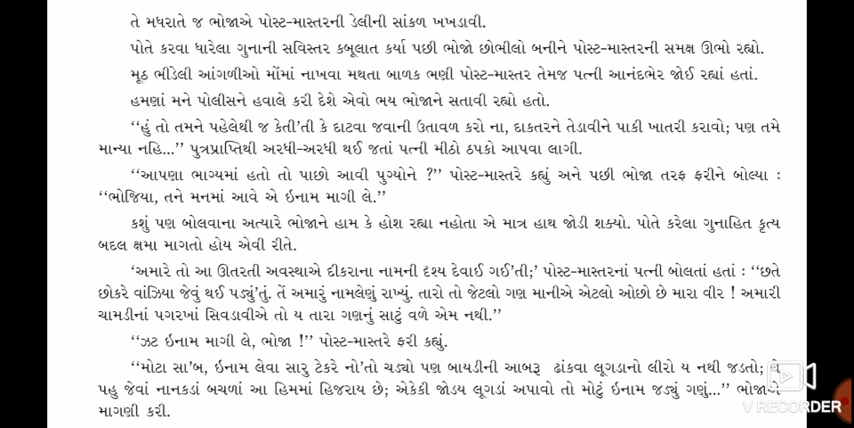 તે મધરાતે જ ભોજાએ પોસ્ટ-માસ્તરની ડેલીની સાંકળ ખખડાવી.
પોતે કરવા ધારેલા ગુનાની સવિસ્તર કબૂલાત કર્યા પછી ભોજો છોભીલો બનીને પોસ્ટ-માસ્તરની સમક્ષ ઊભો રહ્યો.
મૂઠ ભીડેલી આંગળીઓ મોંમાં નાખવા મથતા બાળક ભણી પોસ્ટ-માસ્તર તેમજ પત્ની આનંદભેર જોઈ રહ્યાં હતાં.
હમણાં મને પોલીસને હવાલે કરી દેશે એવો ભય ભોજાને સતાવી રહ્યો હતો.
‘‘હું તો તમને પહેલેથી જ કેતી’તી કે દાટવા જવાની ઉતાવળ કરો ના, દાકતરને તેડાવીને પાકી ખાતરી કરાવો; પણ તમે
માન્યા નહિ...’’ પુત્રપ્રાપ્તિથી અરધી-અરધી થઈ જતાં પત્ની મીઠો ઠપકો આપવા લાગી.
‘‘આપણા ભાગ્યમાં હતો તો પાછો આવી પુગ્યોને ?’’ પોસ્ટ-માસ્તરે કહ્યું અને પછી ભોજા તરફ ફરીને બોલ્યા :
‘‘ભોજિયા, તને મનમાં આવે એ ઇનામ માગી લે.’’
કશું પણ બોલવાના અત્યારે ભોજાને હામ કે હોશ રહ્યા નહોતા એ માત્ર હાથ જોડી શક્યો. પોતે કરેલા ગુનાહિત કૃત્ય
બદલ ક્ષમા માગતો હોય એવી રીતે.
‘અમારે તો આ ઊતરતી અવસ્થાએ દીકરાના નામની દશ્ય દેવાઈ ગઈ’તી;’ પોસ્ટ-માસ્તરનાં પત્ની બોલતાં હતાં : ‘‘છતે
છોકરે વાંઝિયા જેવું થઈ પડ્યું’તું. તેં અમારું નામલેણું રાખ્યું. તારો તો જેટલો ગણ માનીએ એટલો ઓછો છે મારા વીર ! અમારી
ચામડીનાં પગરખાં સિવડાવીએ તો ય તારા ગણનું સાટું વળે એમ નથી.’’
‘‘ઝટ ઇનામ માગી લે, ભોજા !’’ પોસ્ટ-માસ્તરે ફરી કહ્યું.
‘‘મોટા સા’બ, ઇનામ લેવા સારુ ટેકરે નો’તો ચડ્યો પણ બાયડીની આબરૂ ઢાંકવા લૂગડાનો લીરો ય નથી જડતો;
પહુ જેવાં નાનકડાં બચળાં આ હિમમાં હિજરાય છે; એકેકી જોડય લૂગડાં અપાવો તો મોટું ઇનામ જડ્યું ગણું...’’ ભોજાએ
માગણી કરી.
V RECORDER